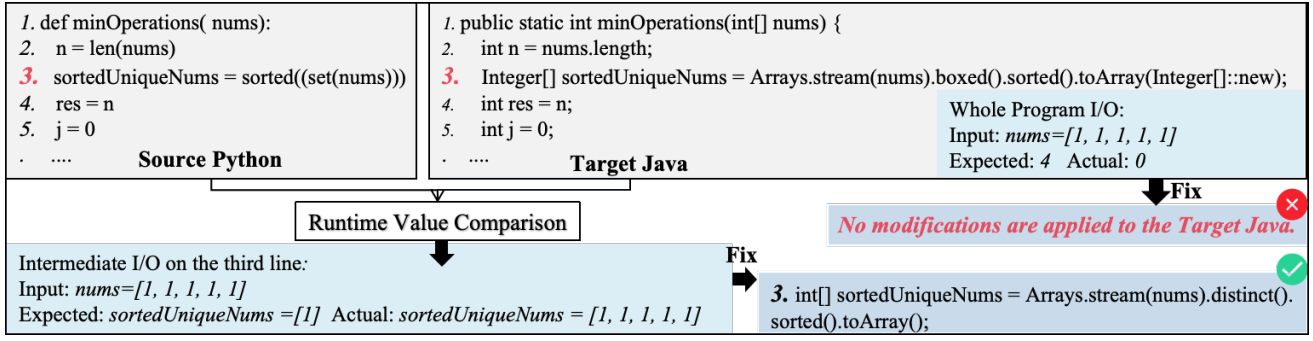 1. def minOperations( nums):
2. n = len(nums)
3. sortedUniqueNums = sorted((set(nums)))
4. res = n
5. j = 0
. ....
Source Python
1. public static int minOperations(int[] nums) {
2. int n = nums.length;
3. Integer[] sortedUniqueNums = Arrays.stream(nums).boxed().sorted().toArray(Integer[]::new);
4. int res = n;
5. int j = 0;
. ....
Target Java
Whole Program I/O:
Input: nums=[1, 1, 1, 1, 1]
Expected: 4 Actual: 0
Fix
No modifications are applied to the Target Java.
Runtime Value Comparison
Intermediate I/O on the third line:
Input: nums=[1, 1, 1, 1, 1]
Expected: sortedUniqueNums =[1] Actual: sortedUniqueNums = [1, 1, 1, 1, 1]
Fix
3. int[] sortedUniqueNums = Arrays.stream(nums).distinct().
sorted().toArray();